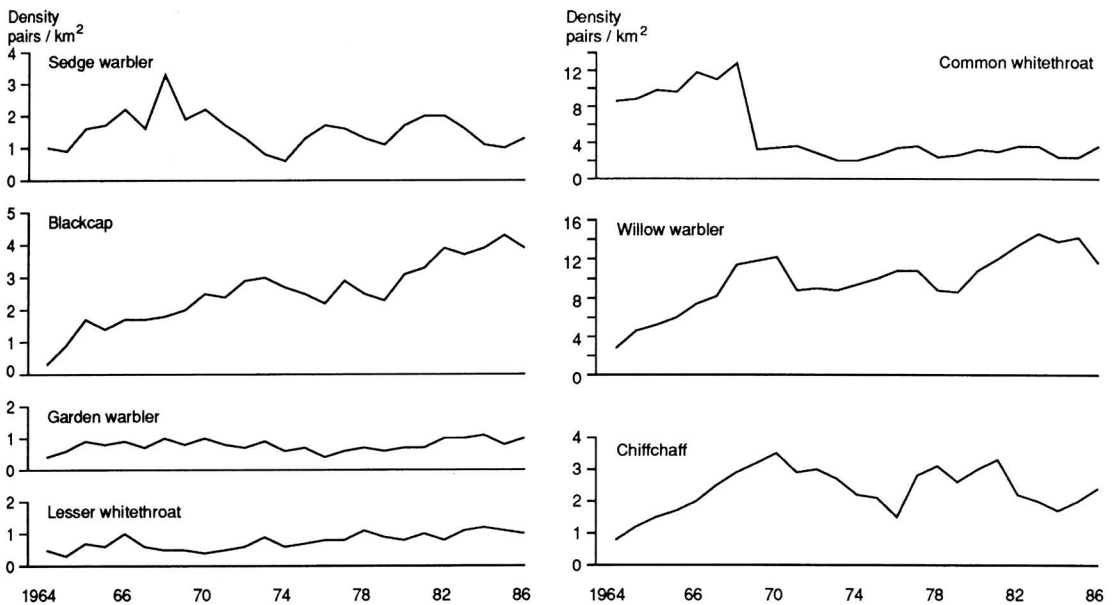 Density
pairs / km²
4
3
2
1
0
Sedge warbler
5
4
3
2
1
0
Blackcap
2
1
0
Garden warbler
2
1
0
Lesser whitethroat
1964 66 70 74 78 82 86
Density
pairs / km²
12
8
4
0
Common whitethroat
16
12
8
4
0
Willow warbler
4
3
2
1
0
Chiffchaff
1964 66 70 74 78 82 86